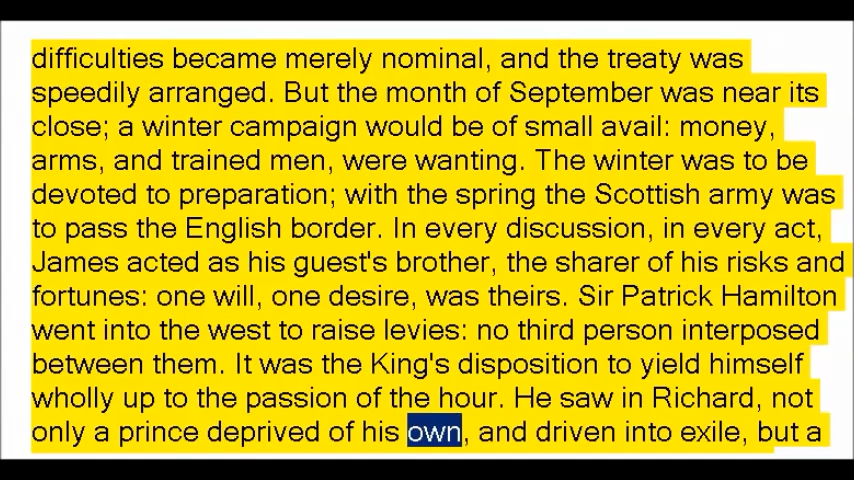 difficulties became merely nominal, and the treaty was
speedily arranged. But the month of September was near its
close; a winter campaign would be of small avail: money,
arms, and trained men, were wanting. The winter was to be
devoted to preparation; with the spring the Scottish army was
to pass the English border. In every discussion, in every act,
James acted as his guest's brother, the sharer of his risks and
fortunes: one will, one desire, was theirs. Sir Patrick Hamilton
went into the west to raise levies: no third person interposed
between them. It was the King's disposition to yield himself
wholly up to the passion of the hour. He saw in Richard, not
only a prince deprived of his own, and driven into exile, but a